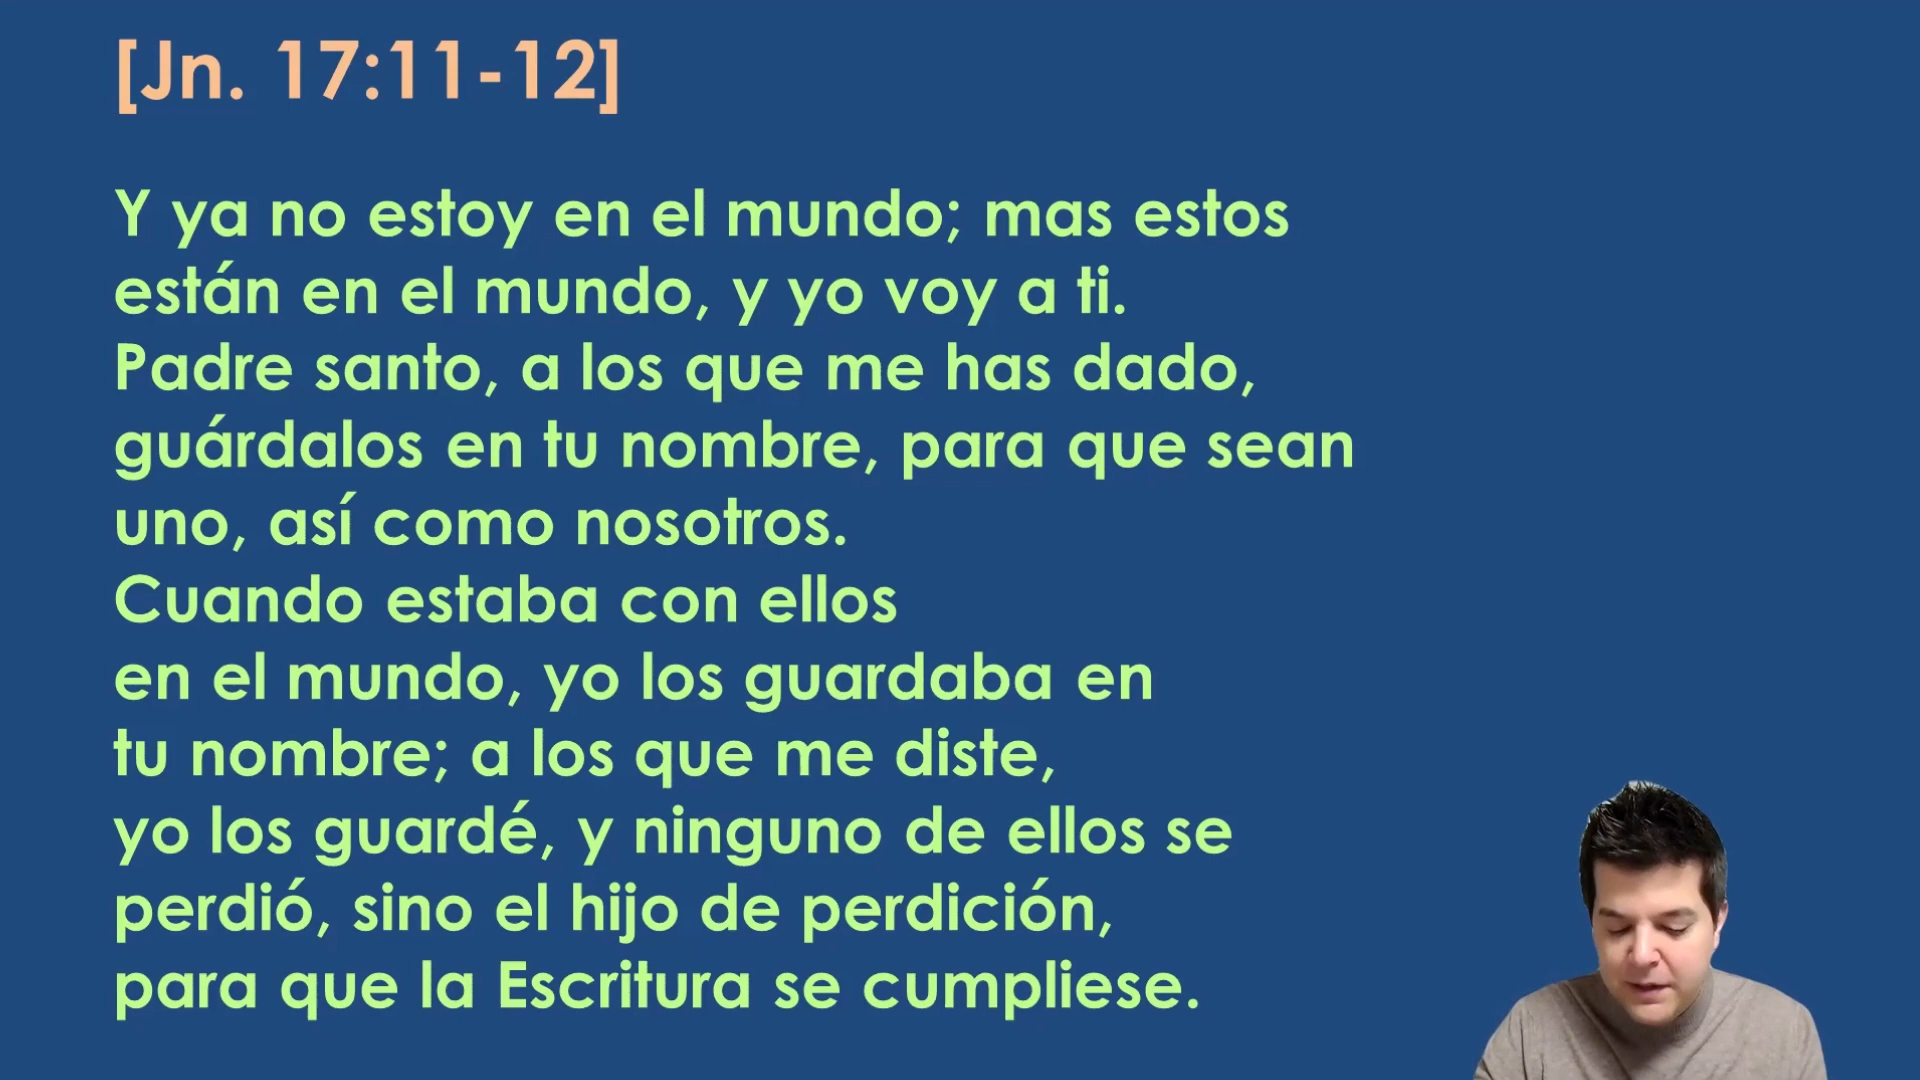 [Jn. 17:11-12]
Y ya no estoy en el mundo; mas estos
están en el mundo, y yo voy a ti.
Padre santo, a los que me has dado,
guárdalos en tu nombre, para que sean
uno, así como nosotros.
Cuando estaba con ellos
en el mundo, yo los guardaba en
tu nombre; a los que me diste,
yo los guardé, y ninguno de ellos se
perdió, sino el hijo de perdición,
para que la Escritura se cumpliese.